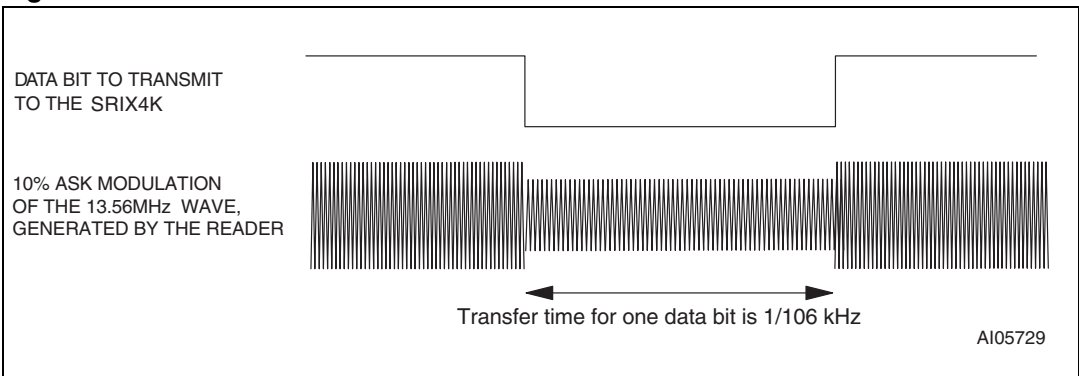 DATA BIT TO TRANSMIT
TO THE SRIX4K
10% ASK MODULATION
OF THE 13.56MHz WAVE,
GENERATED BY THE READER
Transfer time for one data bit is 1/106 kHz
AI05729